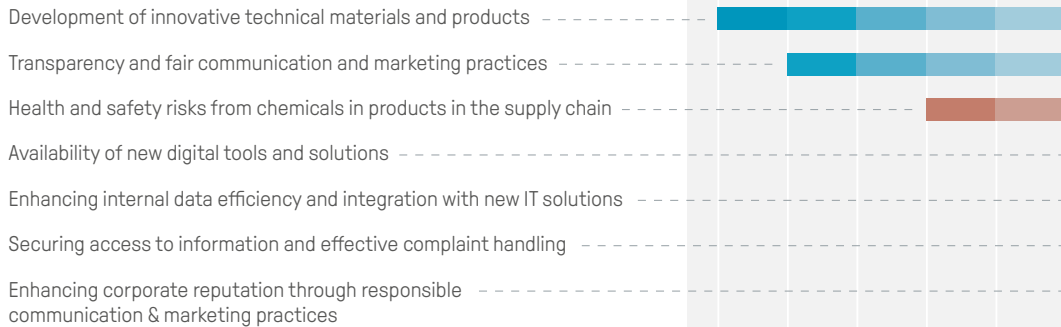 Development of innovative technical materials and products
Transparency and fair communication and marketing practices
Health and safety risks from chemicals in products in the supply chain
Availability of new digital tools and solutions
Enhancing internal data efficiency and integration with new IT solutions
Securing access to information and effective complaint handling
Enhancing corporate reputation through responsible
communication & marketing practices